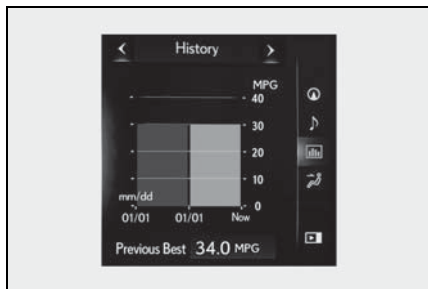 History
MPG
40
30
20
10
0
mm/dd
01/01 01/01 Now
Previous Best 34.0 MPG